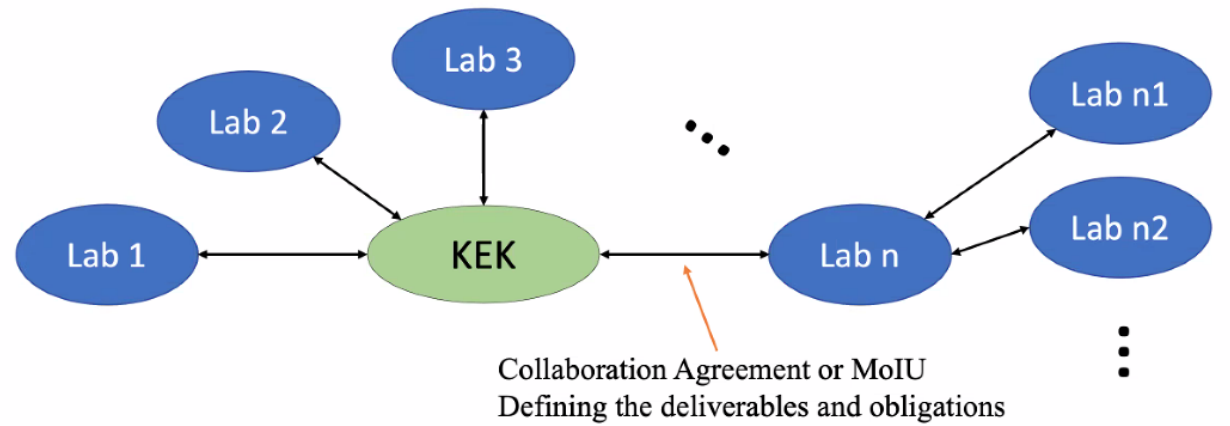 Lab 3
Lab 2
Lab n1
Lab 1
KEK
Lab n
Lab n2
Collaboration Agreement or MoIU
Defining the deliverables and obligations